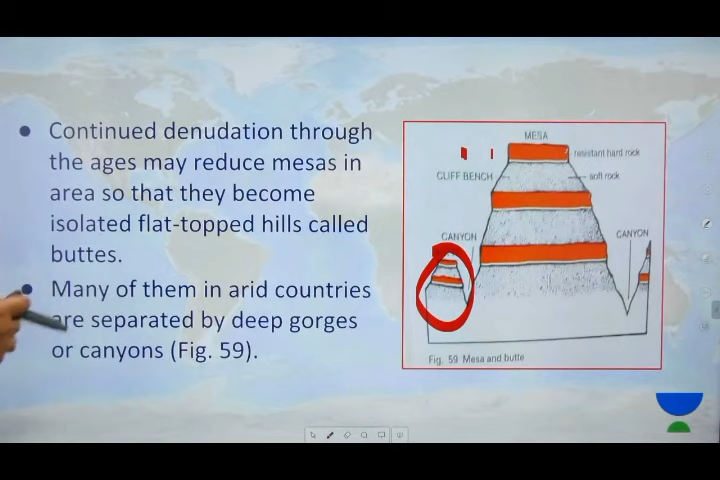 ● Continued denudation through
the ages may reduce mesas in
area so that they become
isolated flat-topped hills called
buttes.
● Many of them in arid countries
are separated by deep gorges
or canyons (Fig. 59).
MESA
resistant hard rock
CLIFF BENCH
soft rock
CANYON
CANYON
Fig. 59 Mesa and butte